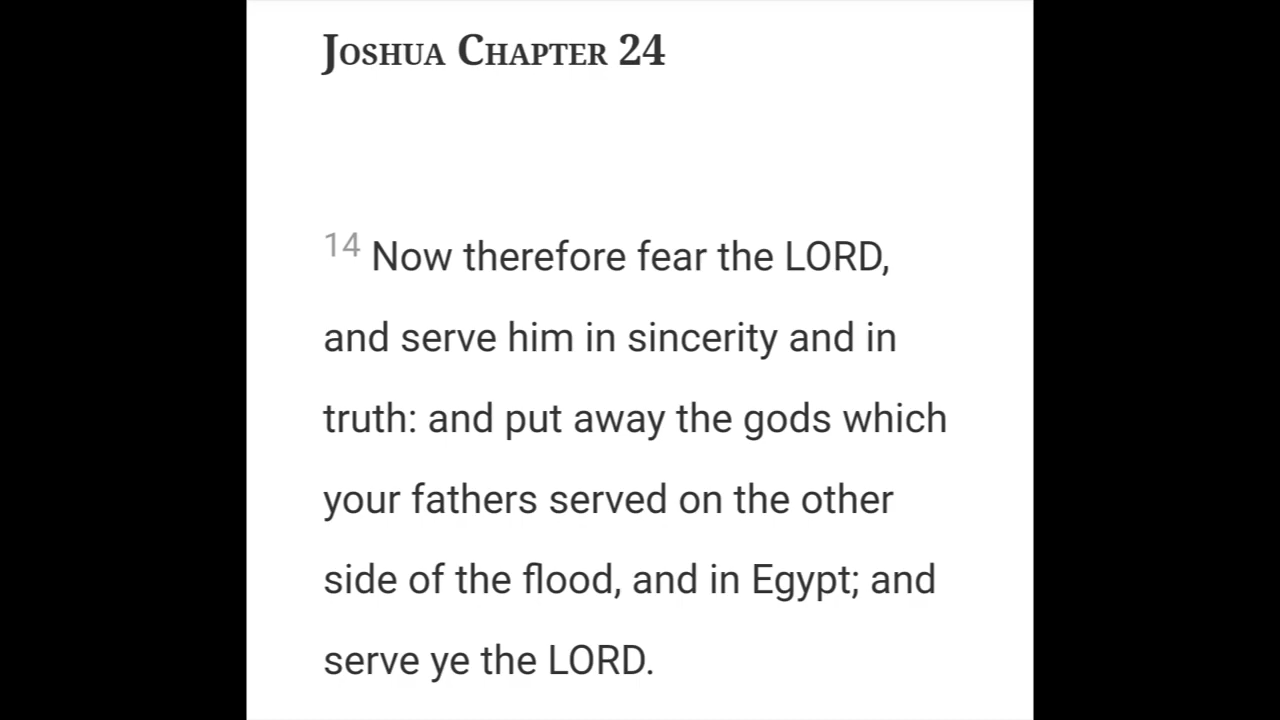 Joshua Chapter 24
14 Now therefore fear the LORD,
and serve him in sincerity and in
truth: and put away the gods which
your fathers served on the other
side of the flood, and in Egypt; and
serve ye the LORD.